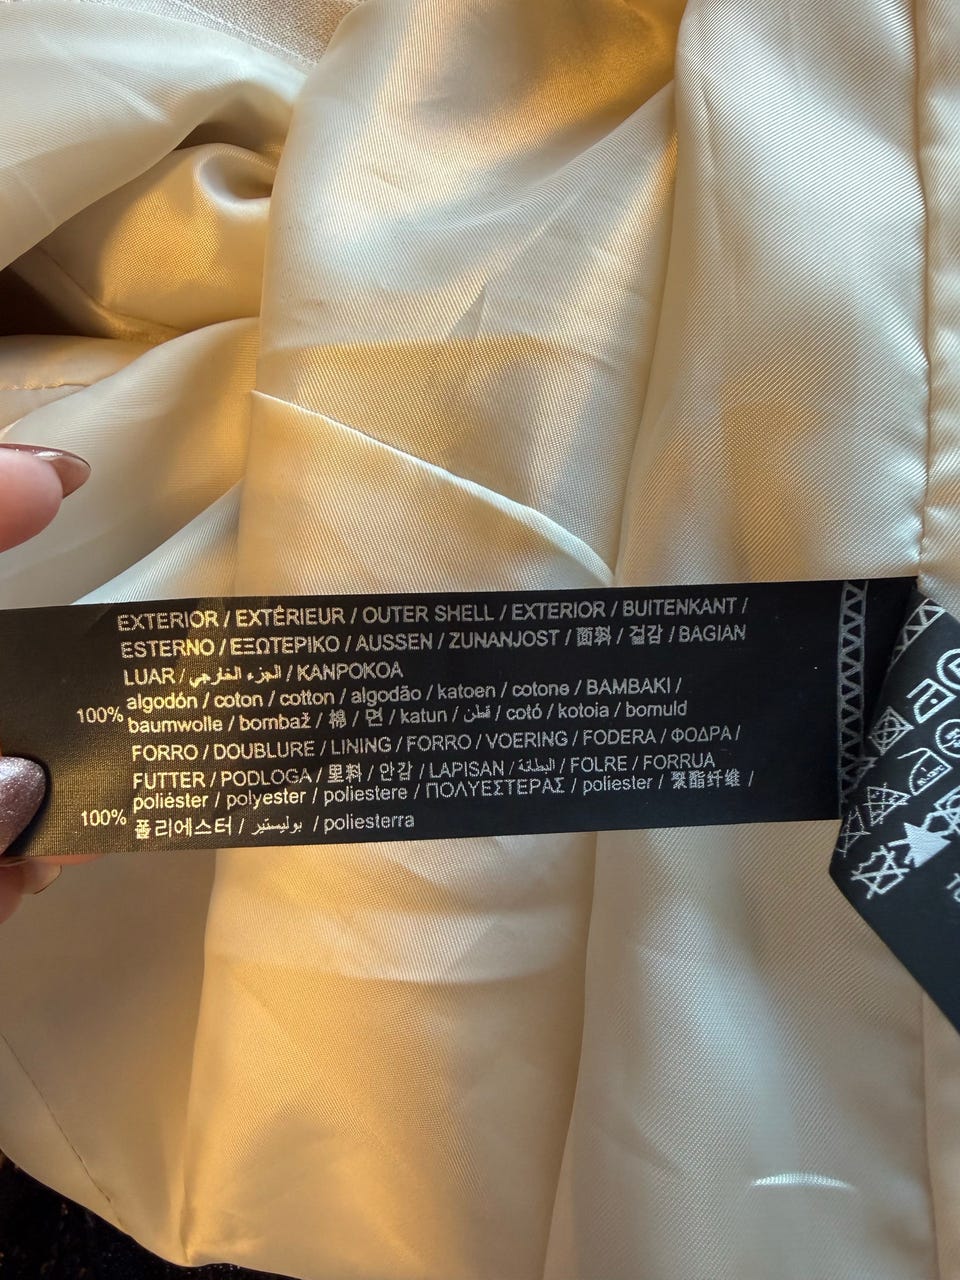 EXTERIOR / EXTÉRIEUR / OUTER SHELL / EXTERIOR / BUITENKANT /
ESTERNO / ΕΞΩΤΕΡΙΚΟ / AUSSEN / ZUNANJOST / 面料 / 겉감 / BAGIAN
LUAR / الجزء الخارجي / KANPOKOA
100% algodón / coton / cotton / algodão / katoen / cotone / BAMBAKI /
baumwolle / bombaž / 棉 / 면 / katun / قطن / cotó / kotoia / bomuld
FORRO / DOUBLURE / LINING / FORRO / VOERING / FODERA / ΦΟΔΡΑ /
FUTTER / PODLOGA / 里料 / 안감 / LAPISAN / البطانة / FOLRE / FORRUA
100% poliéster / polyester / poliestere / ΠΟΛΥΕΣΤΕΡΑΣ / poliester / 聚酯纤维 /
폴리에스터 / بوليستير / poliesterra